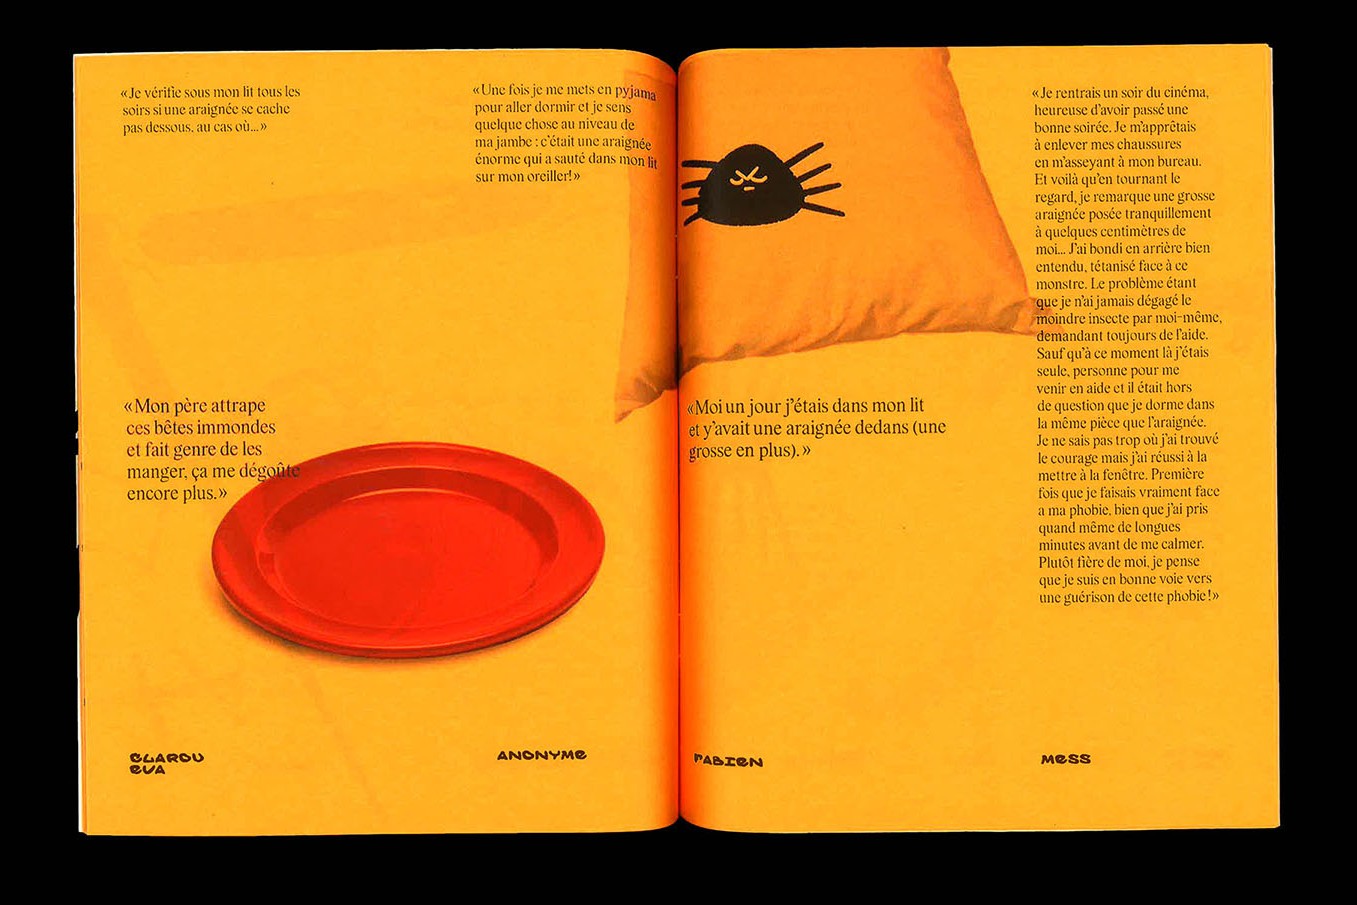 «Je vérifie sous mon lit tous les
soirs si une araignée se cache
pas dessous, au cas où...»
«Mon père attrape
ces bêtes immondes
et fait genre de les
manger, ça me dégoûte
encore plus.»
CLAROU
EVA
«Une fois je me mets en pyjama
pour aller dormir et je sens
quelque chose au niveau de
ma jambe : c'était une araignée
énorme qui a sauté dans mon lit
sur mon oreiller!»
ANONYME
«Moi un jour j'étais dans mon lit
et y'avait une araignée dedans (une
grosse en plus). »
FABIEN
«Je rentrais un soir du cinéma,
heureuse d'avoir passé une
bonne soirée. Je m'apprêtais
à enlever mes chaussures
en m'asseyant à mon bureau.
Et voilà qu'en tournant le
regard, je remarque une grosse
araignée posée tranquillement
à quelques centimètres de
moi... J'ai bondi en arrière bien
entendu, tétanisé face à ce
monstre. Le problème étant
que je n'ai jamais dégagé le
moindre insecte par moi-même,
demandant toujours de l'aide.
Sauf qu'à ce moment là j'étais
seule, personne pour me
venir en aide et il était hors
de question que je dorme dans
la même pièce que l'araignée.
Je ne sais pas trop où j'ai trouvé
le courage mais j'ai réussi à la
mettre à la fenêtre. Première
fois que je faisais vraiment face
a ma phobie, bien que j'ai pris
quand même de longues
minutes avant de me calmer.
Plutôt fière de moi, je pense
que je suis en bonne voie vers
une guérison de cette phobie!»
MESS